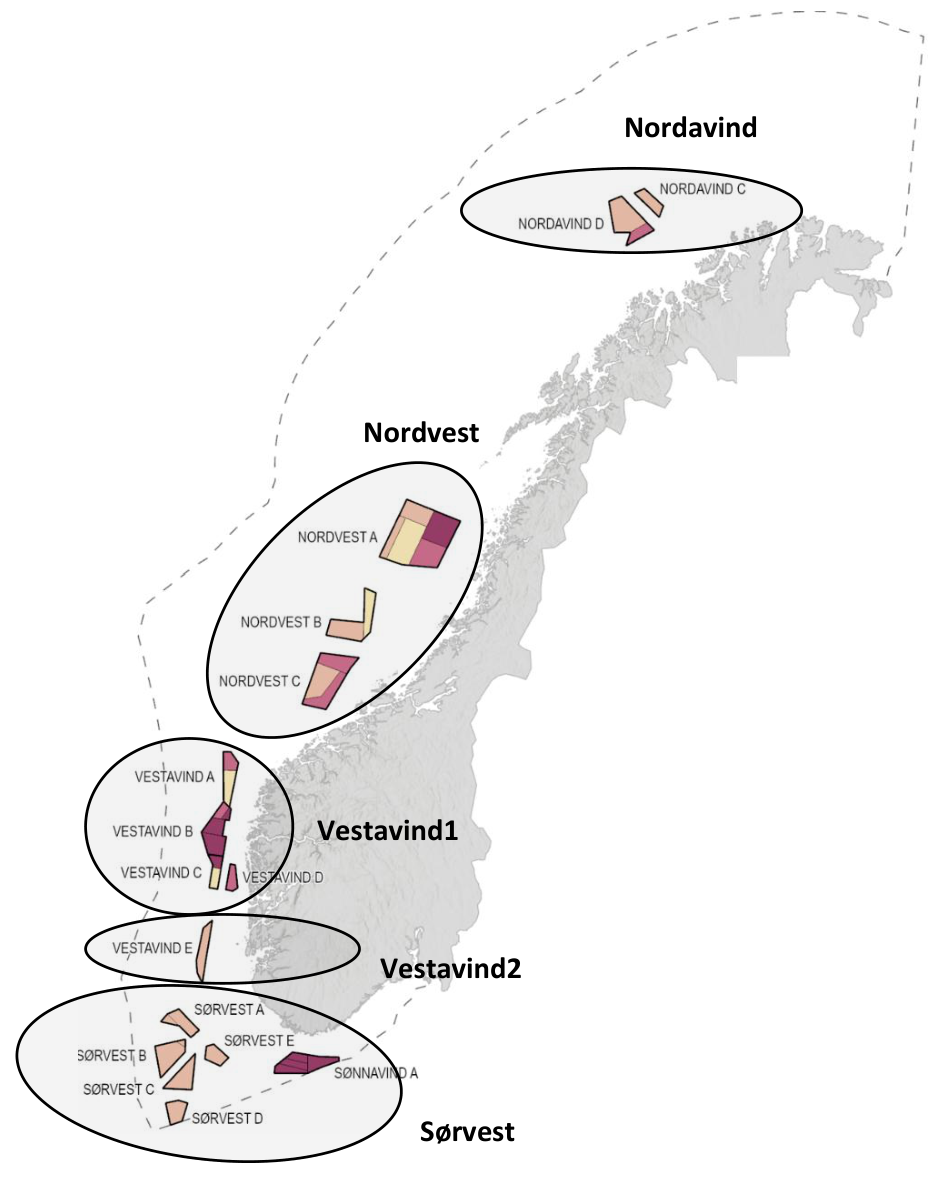 Nordavind
NORDAVIND C
NORDAVIND D
Nordvest
NORDVEST A
NORDVEST B
NORDVEST C
VESTAVIND A
VESTAVIND B
Vestavind1
VESTAVIND C
VESTAVIND D
VESTAVIND E
Vestavind2
SØRVEST A
SØRVEST E
SØRVEST B
SØNNAVIND A
SØRVEST C
SØRVEST D
Sørvest